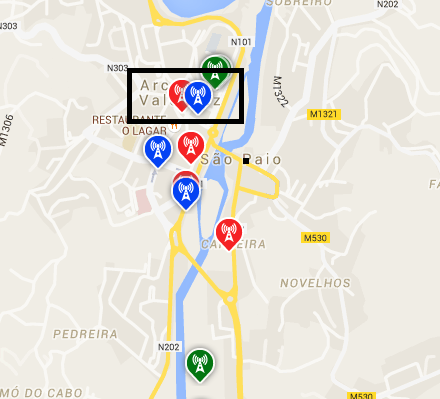 SOBREIRO
N202
N303
N101
N303
Arc
Val z
M1322
RESTAURANTE
O LAGAR
M1321
M1306
São Paio
FA
CA EIRA
M530
NOVELHOS
PEDREIRA
N202
MÓ DO CABO
M530